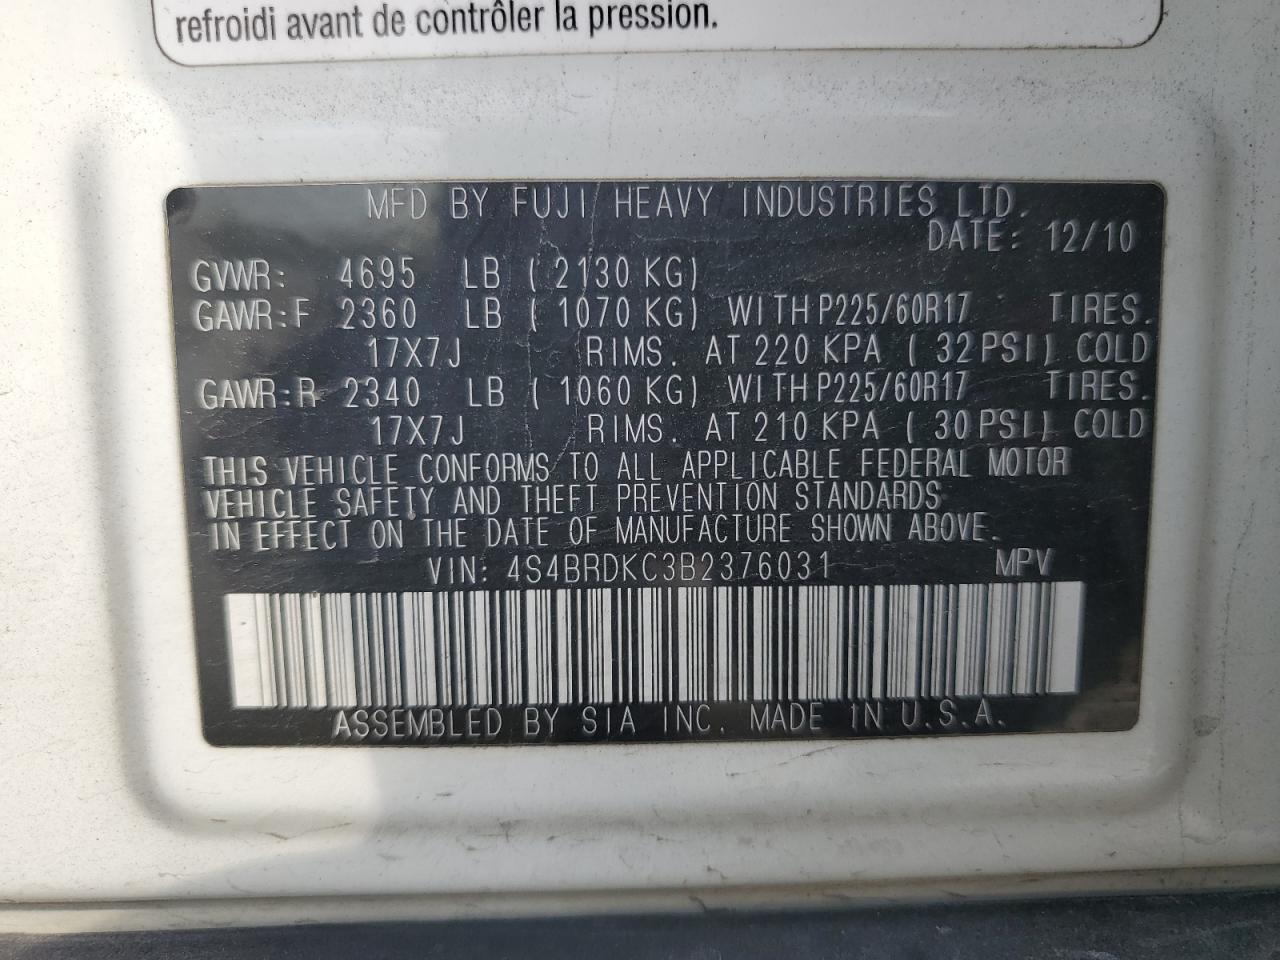 refroidi avant de contrôler la pression.
MFD BY FUJI HEAVY INDUSTRIES LTD.
DATE: 12/10
GVWR: 4695 LB ( 2130 KG)
GAWR:F 2360 LB ( 1070 KG) WITH P225/60R17 TIRES.
17X7J RIMS. AT 220 KPA ( 32 PSI) COLD
GAWR:R 2340 LB ( 1060 KG) WITH P225/60R17 TIRES.
17X7J RIMS. AT 210 KPA ( 30 PSI) COLD
THIS VEHICLE CONFORMS TO ALL APPLICABLE FEDERAL MOTOR
VEHICLE SAFETY AND THEFT PREVENTION STANDARDS
IN EFFECT ON THE DATE OF MANUFACTURE SHOWN ABOVE.
VIN: 4S4BRDKC3B2376031 MPV
ASSEMBLED BY SIA INC. MADE IN U.S.A.